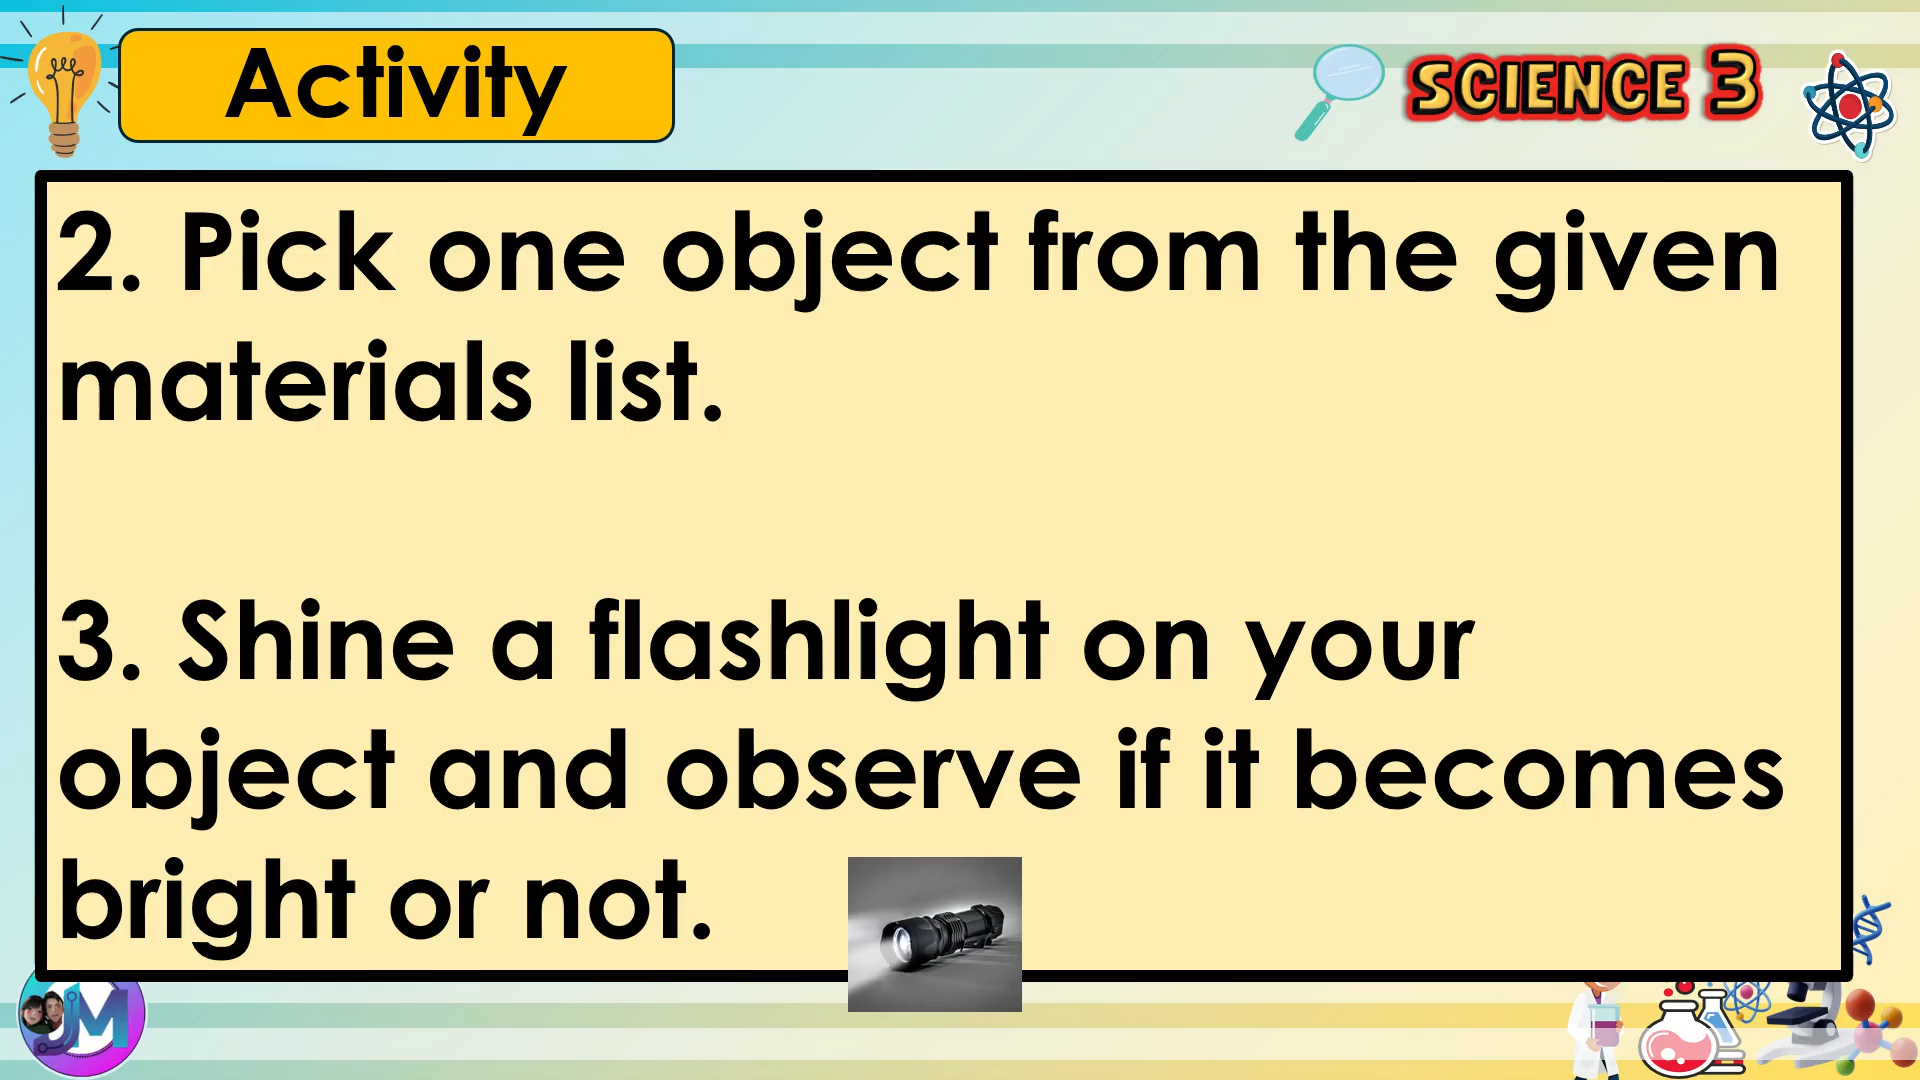 Activity
SCIENCE 3
2. Pick one object from the given
materials list.
3. Shine a flashlight on your
object and observe if it becomes
bright or not.
JM